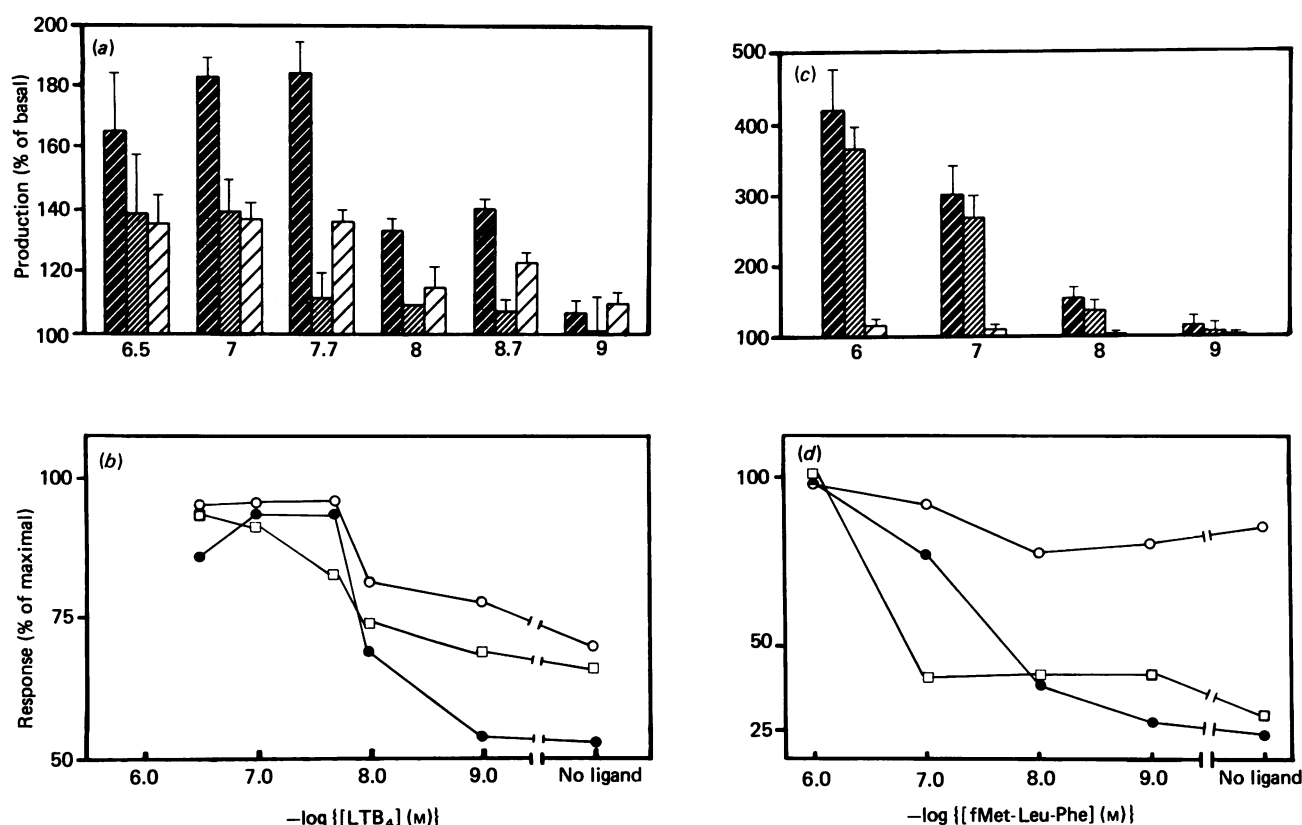 (a)
Production (% of basal)
200
180
160
140
120
100
6.5 7 7.7 8 8.7 9
(c)
500
400
300
200
100
6 7 8 9
(b)
Response (% of maximal)
100
75
50
6.0 7.0 8.0 9.0 No ligand
—log {[LTB₄] (M)}
(d)
100
50
25
6.0 7.0 8.0 9.0 No ligand
—log {[fMet-Leu-Phe] (M)}